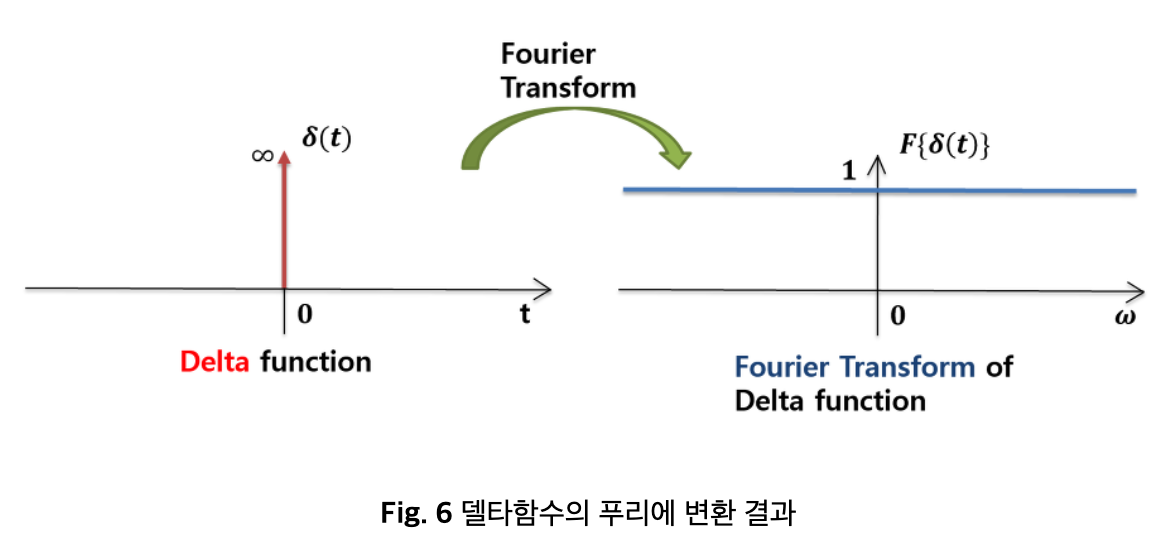 Fourier
Transform
∞
δ(t)
0
t
Delta function
1
F{δ(t)}
0
ω
Fourier Transform of
Delta function
Fig. 6 델타함수의 푸리에 변환 결과